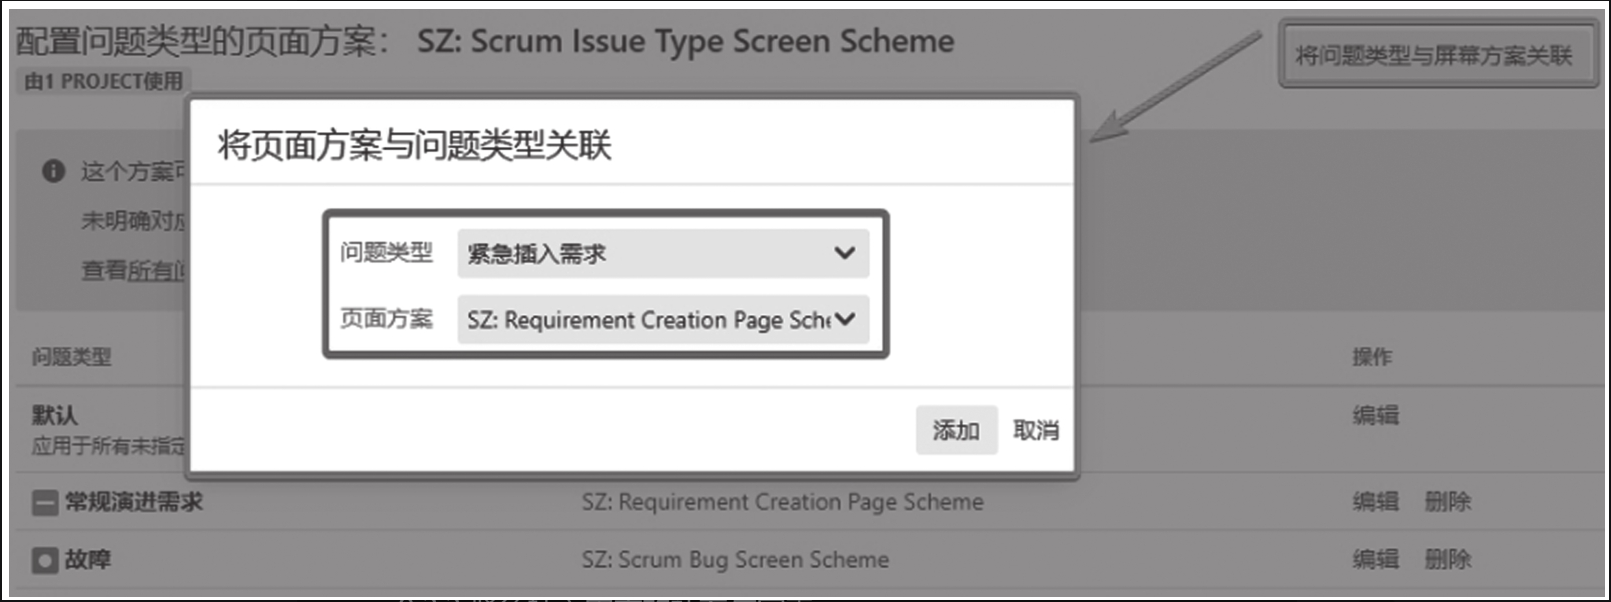 配置问题类型的页面方案： SZ: Scrum Issue Type Screen Scheme
将问题类型与屏幕方案关联
由1 PROJECT使用
将页面方案与问题类型关联
这个方案
未明确对应
查看所有
问题类型 紧急插入需求
页面方案 SZ: Requirement Creation Page Sche
问题类型 操作
默认 编辑
应用于所有未指定
添加 取消
常规演进需求 SZ: Requirement Creation Page Scheme 编辑 删除
故障 SZ: Scrum Bug Screen Scheme 编辑 删除